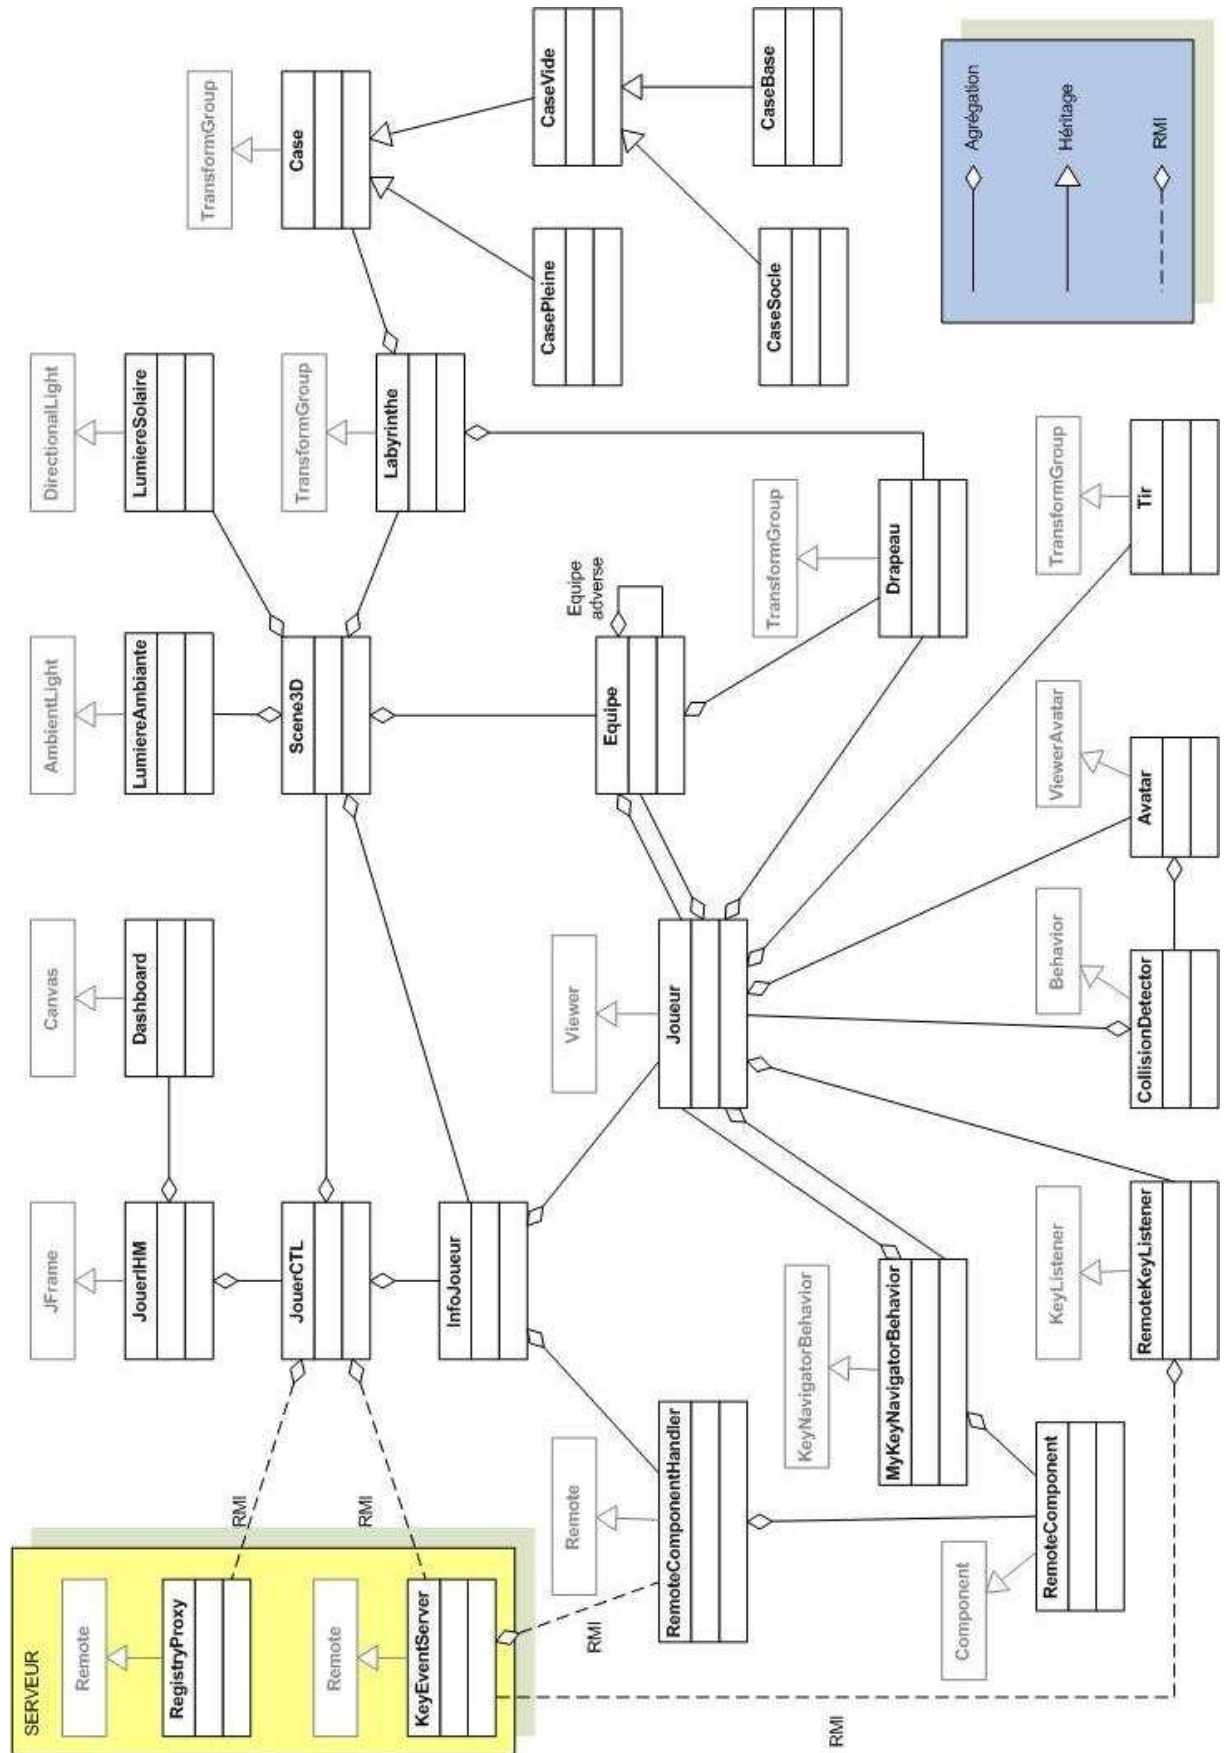 SERVEUR
Remote
RegistryProxy
Remote
KeyEventServer
RMI
RMI
RMI
RMI
JFrame
JouerIHM
JouerCTL
InfoJoueur
Canvas
Dashboard
AmbientLight
LumiereAmbiante
DirectionalLight
LumiereSolaire
Scene3D
TransformGroup
Labyrinthe
TransformGroup
Case
CasePleine
CaseVide
CaseSocle
CaseBase
Remote
RemoteComponentHandler
Viewer
Joueur
Equipe
Equipe
adverse
KeyNavigatorBehavior
MyKeyNavigatorBehavior
TransformGroup
Drapeau
Component
RemoteComponent
KeyListener
RemoteKeyListener
Behavior
CollisionDetector
ViewerAvatar
Avatar
TransformGroup
Tir
Agrégation
Héritage
RMI